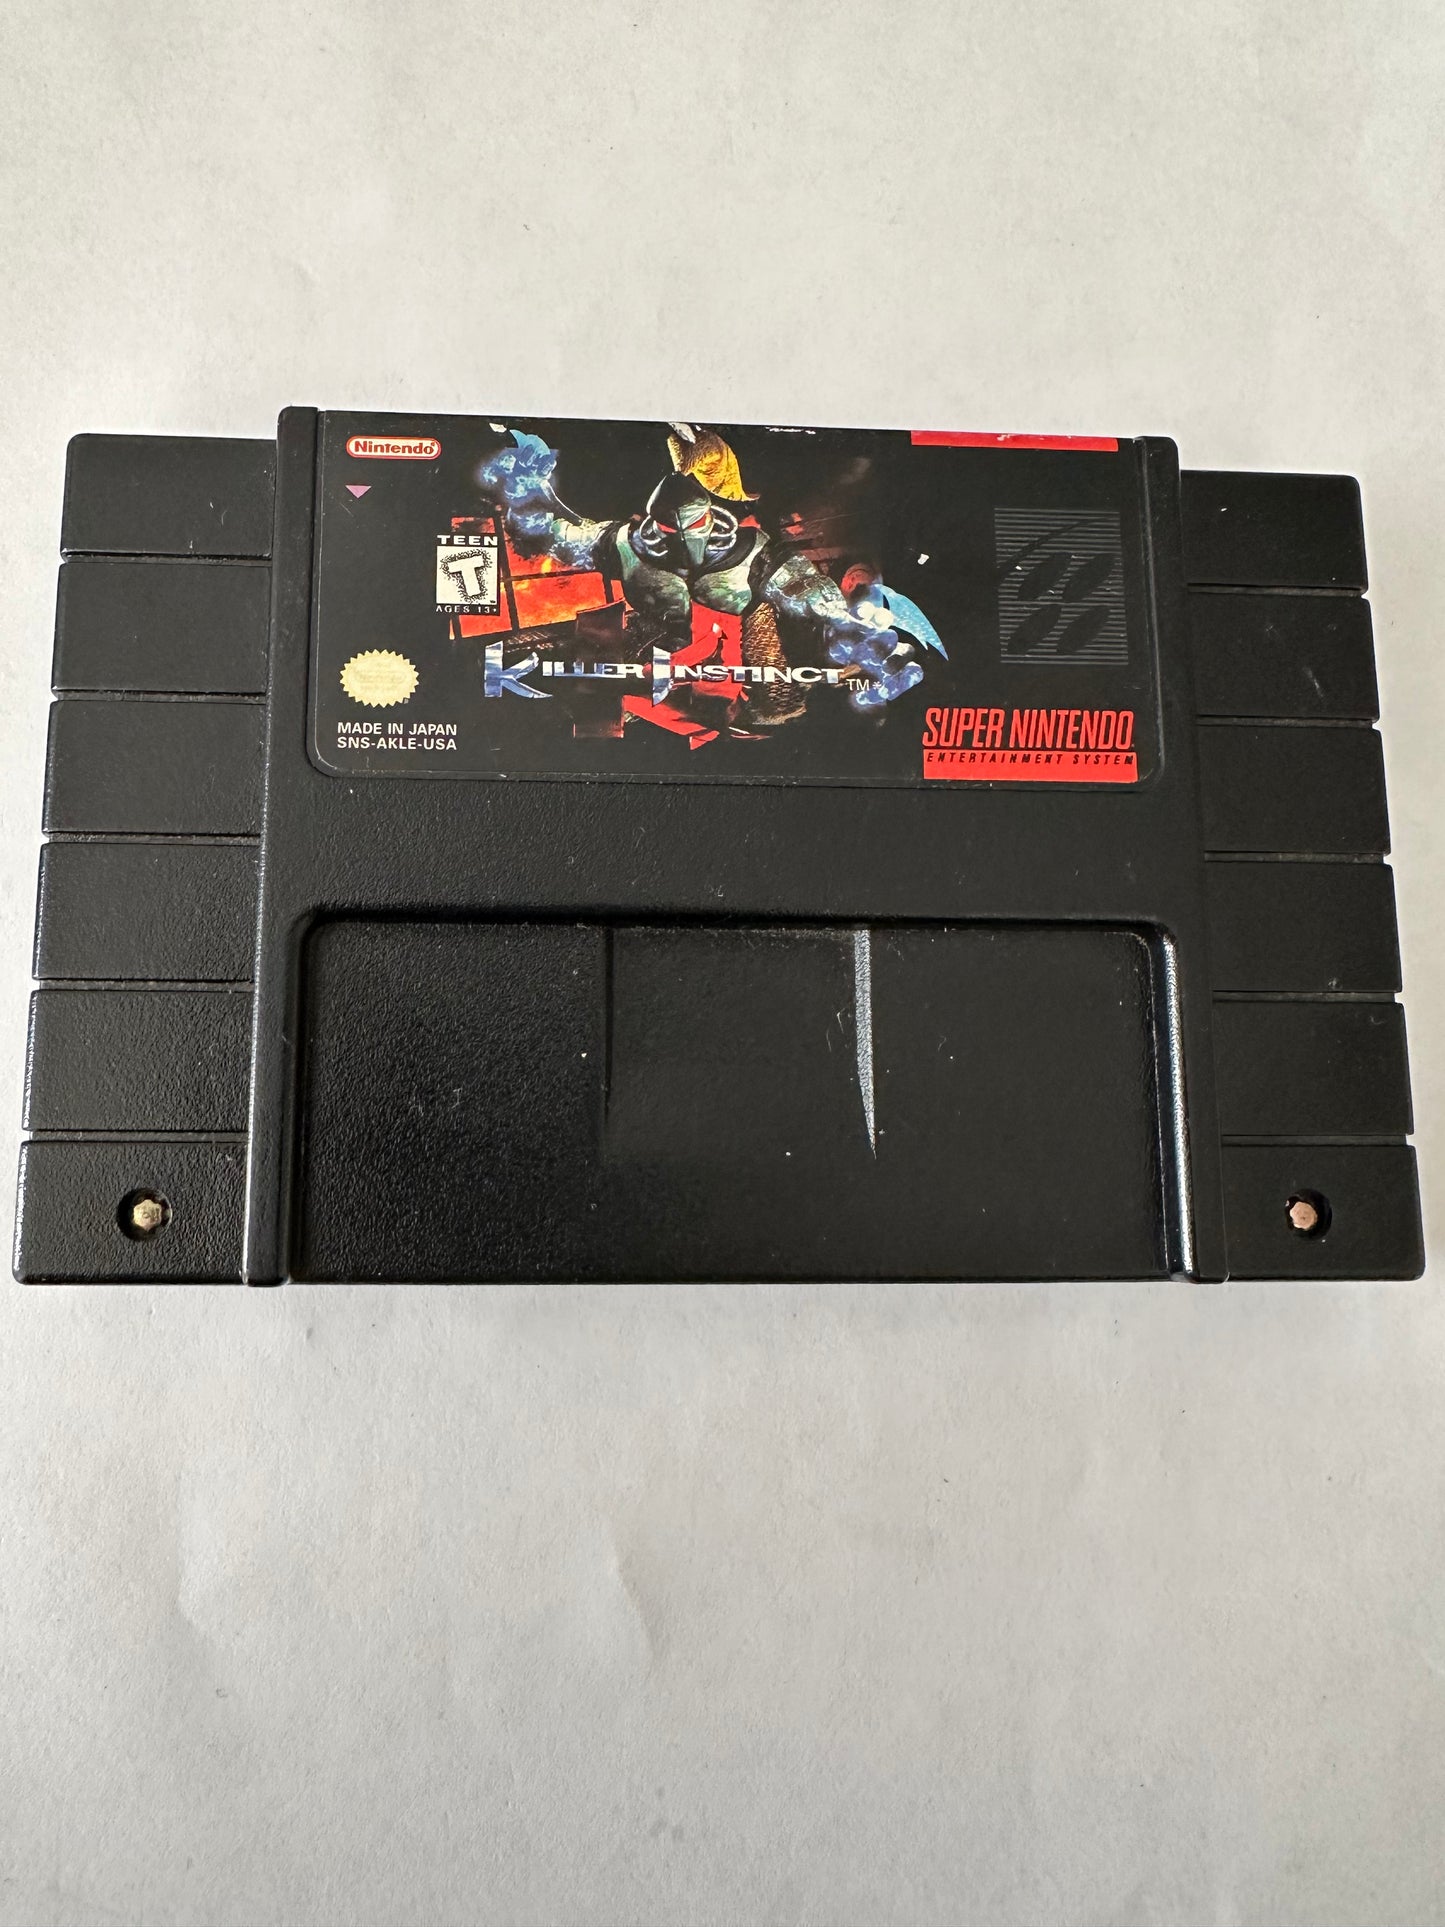 Nintendo®
TEEN
T
AGES 13+
KILLER INSTINCT™*
MADE IN JAPAN
SNS-AKLE-USA
SUPER NINTENDO
ENTERTAINMENT SYSTEM